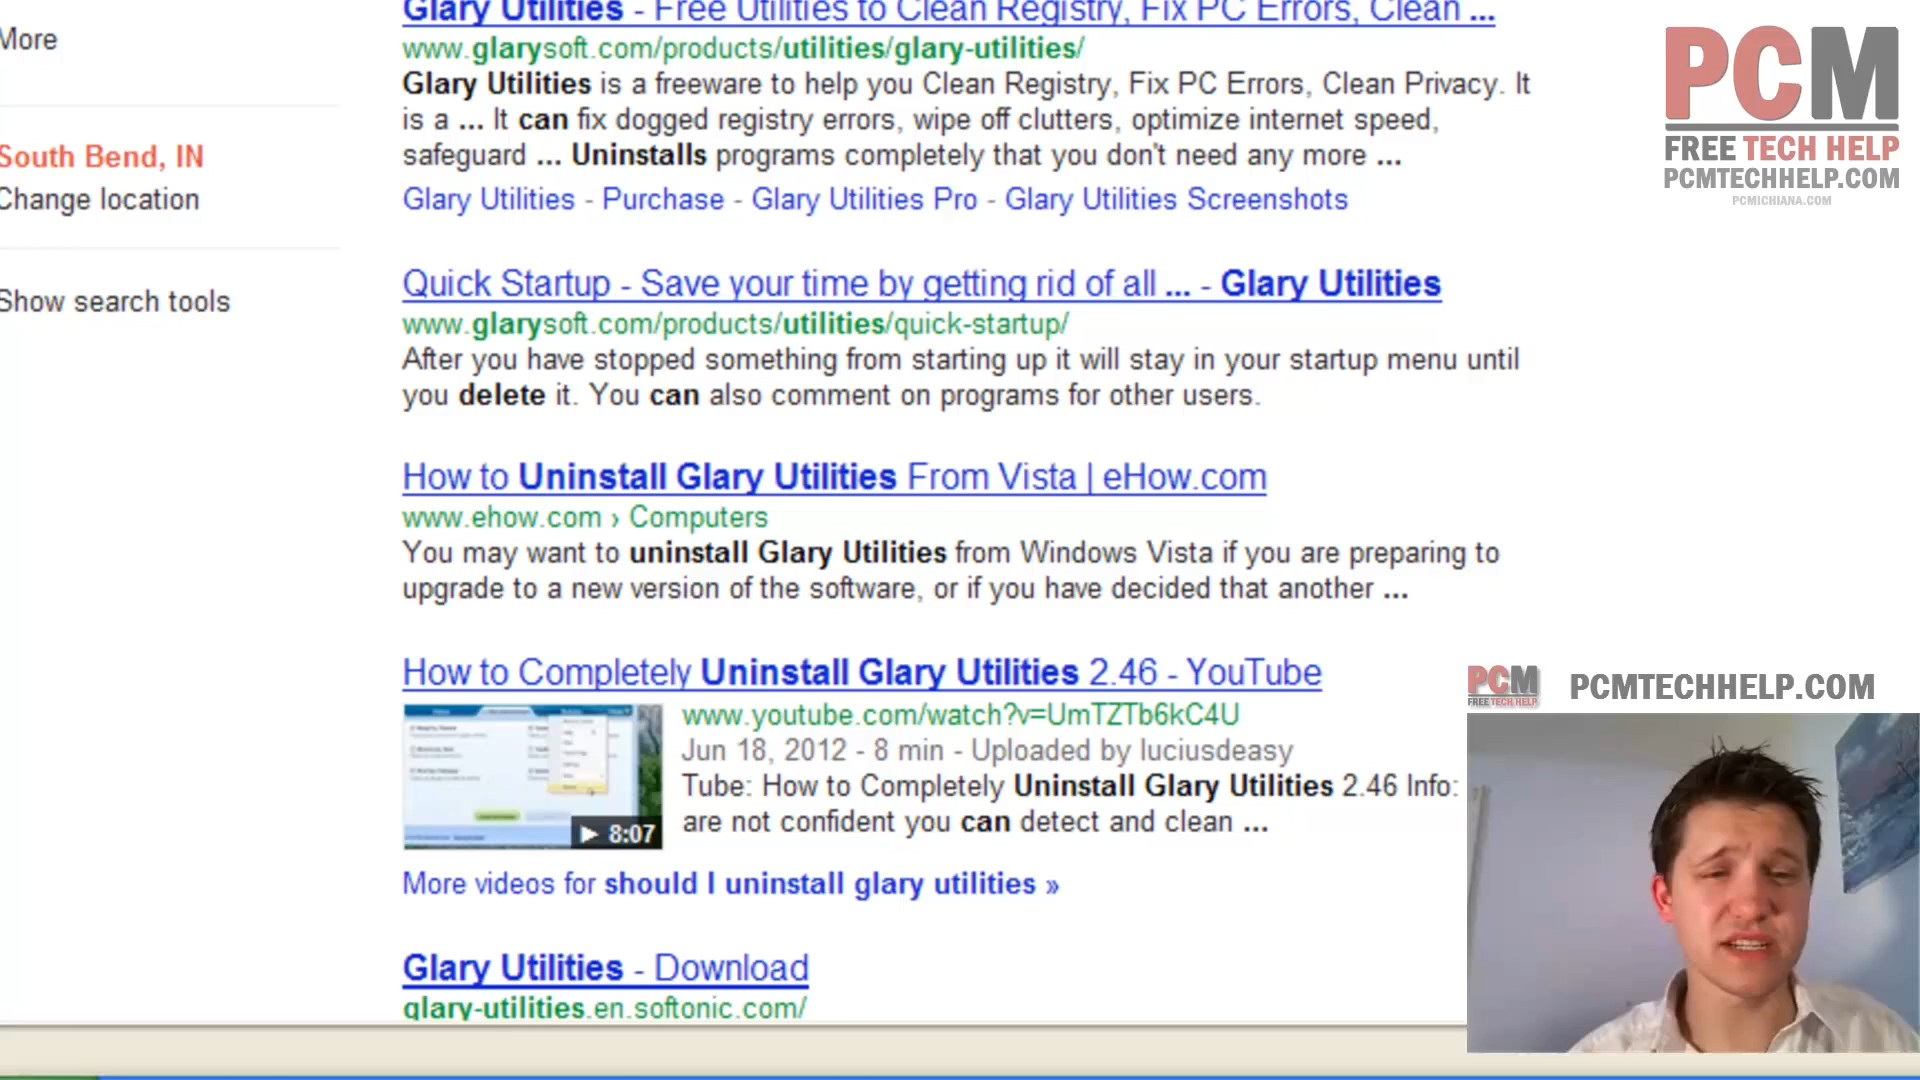 Glary Utilities - Free Utilities to Clean Registry, Fix PC Errors, Clean ...
More
www.glarysoft.com/products/utilities/glary-utilities/
Glary Utilities is a freeware to help you Clean Registry, Fix PC Errors, Clean Privacy. It
is a ... It can fix dogged registry errors, wipe off clutters, optimize internet speed,
safeguard ... Uninstalls programs completely that you don't need any more ...
Glary Utilities - Purchase - Glary Utilities Pro - Glary Utilities Screenshots
PCM
FREE TECH HELP
PCMTECHHELP.COM
PCMICHIANA.COM
South Bend, IN
Change location
Show search tools
Quick Startup - Save your time by getting rid of all ... - Glary Utilities
www.glarysoft.com/products/utilities/quick-startup/
After you have stopped something from starting up it will stay in your startup menu until
you delete it. You can also comment on programs for other users.
How to Uninstall Glary Utilities From Vista | eHow.com
www.ehow.com › Computers
You may want to uninstall Glary Utilities from Windows Vista if you are preparing to
upgrade to a new version of the software, or if you have decided that another ...
How to Completely Uninstall Glary Utilities 2.46 - YouTube
www.youtube.com/watch?v=UmTZTb6kC4U
Jun 18, 2012 - 8 min - Uploaded by luciusdeasy
Tube: How to Completely Uninstall Glary Utilities 2.46 Info:
are not confident you can detect and clean ...
8:07
More videos for should I uninstall glary utilities »
Glary Utilities - Download
glary-utilities.en.softonic.com/
PCM
FREE TECH HELP
PCMTECHHELP.COM